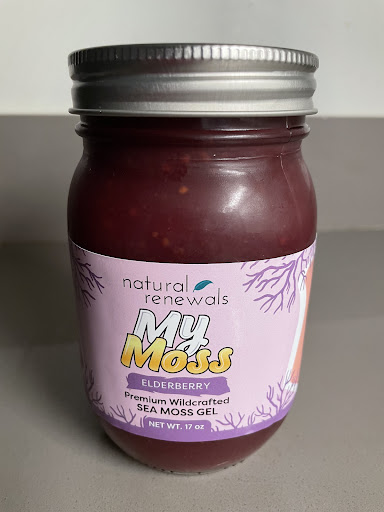 natural
renewals
My
Moss
ELDERBERRY
Premium Wildcrafted
SEA MOSS GEL
NET WT. 17 oz